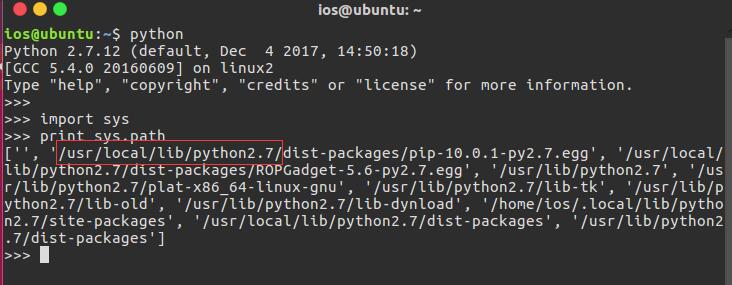 ios@ubuntu: ~
ios@ubuntu:~$ python
Python 2.7.12 (default, Dec  4 2017, 14:50:18)
[GCC 5.4.0 20160609] on linux2
Type "help", "copyright", "credits" or "license" for more information.
>>>
>>> import sys
>>> print sys.path
['', '/usr/local/lib/python2.7/dist-packages/pip-10.0.1-py2.7.egg', '/usr/local/
lib/python2.7/dist-packages/ROPGadget-5.6-py2.7.egg', '/usr/lib/python2.7', '/us
r/lib/python2.7/plat-x86_64-linux-gnu', '/usr/lib/python2.7/lib-tk', '/usr/lib/p
ython2.7/lib-old', '/usr/lib/python2.7/lib-dynload', '/home/ios/.local/lib/pytho
n2.7/site-packages', '/usr/local/lib/python2.7/dist-packages', '/usr/lib/python2
.7/dist-packages']
>>>